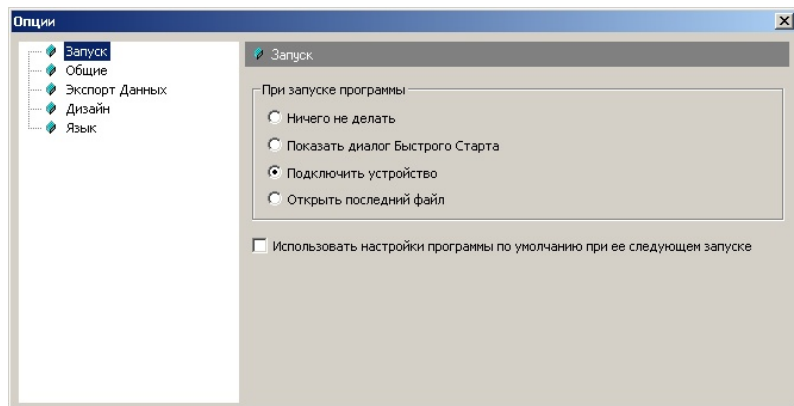 Опции
Запуск
Общие
Экспорт Данных
Дизайн
Язык
Запуск
При запуске программы
Ничего не делать
Показать диалог Быстрого Старта
Подключить устройство
Открыть последний файл
Использовать настройки программы по умолчанию при ее следующем запуске